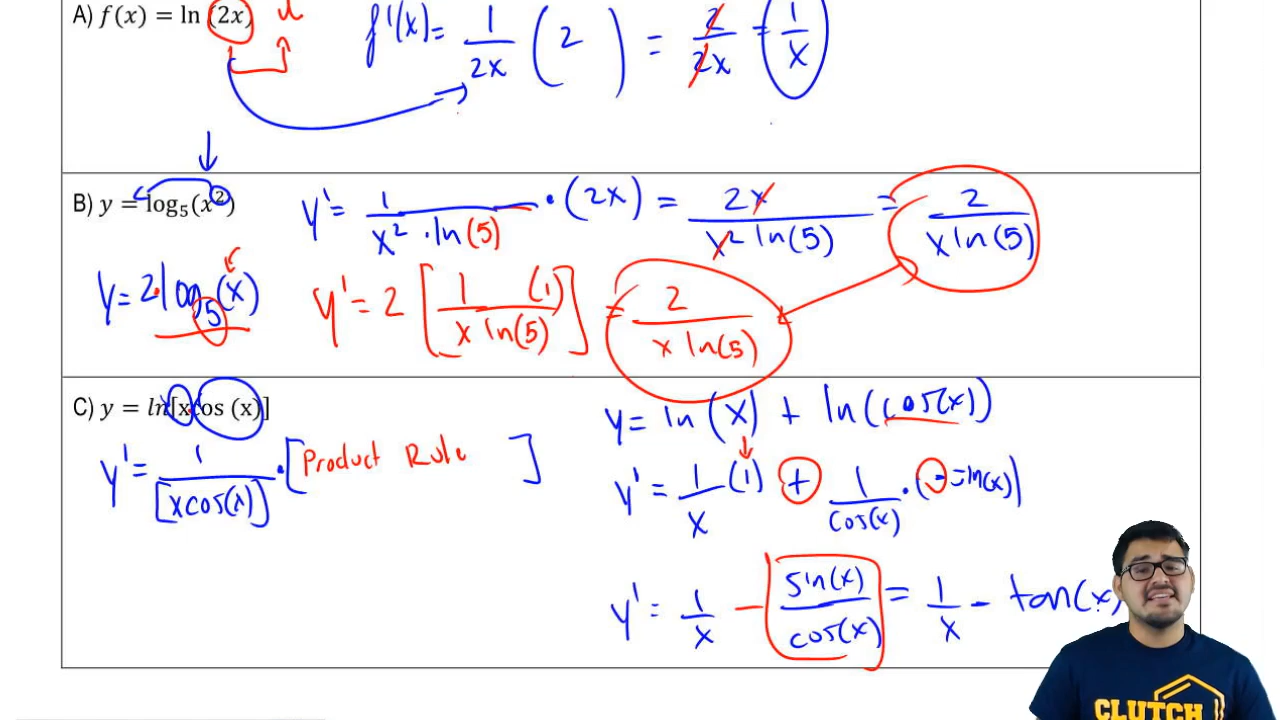 A) f(x) = ln (2x) u
f'(x) = 1/2x (2) = 2/2x = 1/x
B) y = log₅(x²)
y' = 1/(x² · ln(5)) · (2x) = 2x/(x² ln(5)) = 2/(x ln(5))
y = 2 log₅(x)
y' = 2 [1 (1)/(x ln(5))] = 2/(x ln(5))
C) y = ln[x cos (x)]
y' = 1/[xcos(x)] · [Product Rule]
y = ln(x) + ln(cos(x))
y' = 1/x (1) + 1/cos(x) · (-sin(x))
y' = 1/x - sin(x)/cos(x) = 1/x - tan(x)
CLUTCH